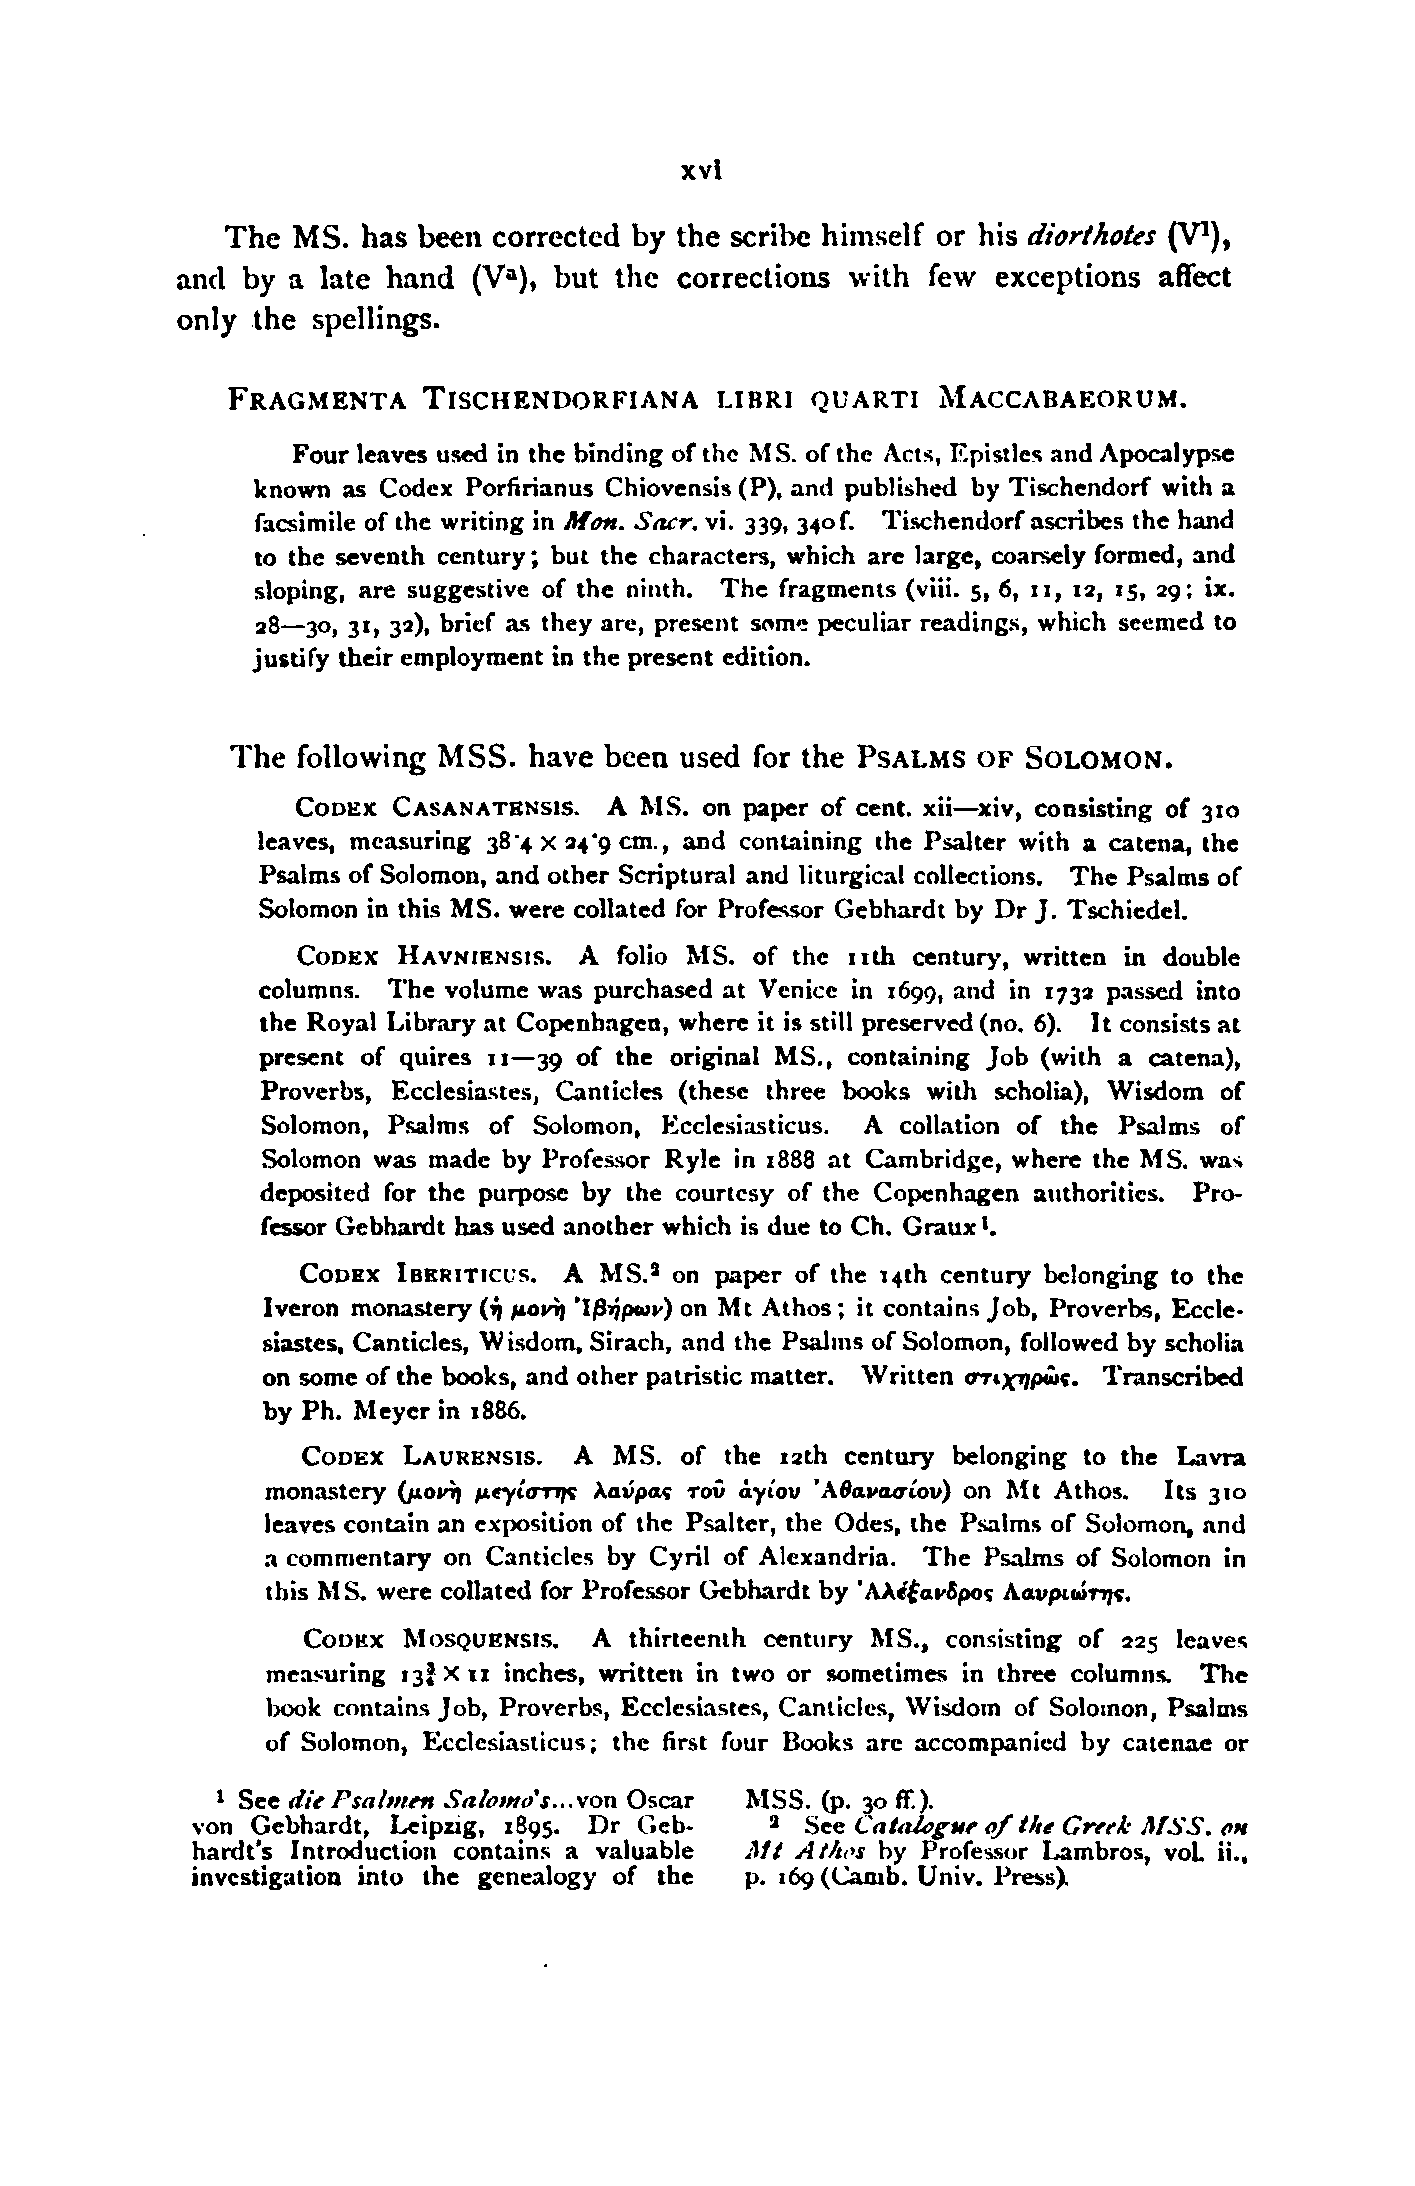 xvi
The MS. has been corrected by the scribe himself or his diorthotes (V¹),
and by a late hand (Vᵃ), but the corrections with few exceptions affect
only the spellings.
FRAGMENTA TISCHENDORFIANA LIBRI QUARTI MACCABAEORUM.
Four leaves used in the binding of the MS. of the Acts, Epistles and Apocalypse
known as Codex Porfirianus Chiovensis (P), and published by Tischendorf with a
facsimile of the writing in Mon. Sacr. vi. 339, 340 f. Tischendorf ascribes the hand
to the seventh century; but the characters, which are large, coarsely formed, and
sloping, are suggestive of the ninth. The fragments (viii. 5, 6, 11, 12, 15, 29; ix.
28—30, 31, 32), brief as they are, present some peculiar readings, which seemed to
justify their employment in the present edition.
The following MSS. have been used for the PSALMS OF SOLOMON.
CODEX CASANATENSIS. A MS. on paper of cent. xii—xiv, consisting of 310
leaves, measuring 38·4 × 24·9 cm., and containing the Psalter with a catena, the
Psalms of Solomon, and other Scriptural and liturgical collections. The Psalms of
Solomon in this MS. were collated for Professor Gebhardt by Dr J. Tschiedel.
CODEX HAVNIENSIS. A folio MS. of the 11th century, written in double
columns. The volume was purchased at Venice in 1699, and in 1732 passed into
the Royal Library at Copenhagen, where it is still preserved (no. 6). It consists at
present of quires 11—39 of the original MS., containing Job (with a catena),
Proverbs, Ecclesiastes, Canticles (these three books with scholia), Wisdom of
Solomon, Psalms of Solomon, Ecclesiasticus. A collation of the Psalms of
Solomon was made by Professor Ryle in 1888 at Cambridge, where the MS. was
deposited for the purpose by the courtesy of the Copenhagen authorities. Pro-
fessor Gebhardt has used another which is due to Ch. Graux¹.
CODEX IBERITICUS. A MS.² on paper of the 14th century belonging to the
Iveron monastery (ἡ μονὴ Ἰβήρων) on Mt Athos; it contains Job, Proverbs, Eccle-
siastes, Canticles, Wisdom, Sirach, and the Psalms of Solomon, followed by scholia
on some of the books, and other patristic matter. Written στιχηρῶς. Transcribed
by Ph. Meyer in 1886.
CODEX LAURENSIS. A MS. of the 12th century belonging to the Lavra
monastery (μονὴ μεγίστης λαύρας τοῦ ἁγίου Ἀθανασίου) on Mt Athos. Its 310
leaves contain an exposition of the Psalter, the Odes, the Psalms of Solomon, and
a commentary on Canticles by Cyril of Alexandria. The Psalms of Solomon in
this MS. were collated for Professor Gebhardt by Ἀλέξανδρος Λαυριώτης.
CODEX MOSQUENSIS. A thirteenth century MS., consisting of 225 leaves
measuring 13¾ × 11 inches, written in two or sometimes in three columns. The
book contains Job, Proverbs, Ecclesiastes, Canticles, Wisdom of Solomon, Psalms
of Solomon, Ecclesiasticus; the first four Books are accompanied by catenae or
¹ See die Psalmen Salomo's...von Oscar
von Gebhardt, Leipzig, 1895. Dr Geb-
hardt's Introduction contains a valuable
investigation into the genealogy of the
MSS. (p. 30 ff.).
² See Catalogue of the Greek MSS. on
Mt Athos by Professor Lambros, vol. ii.,
p. 169 (Camb. Univ. Press).